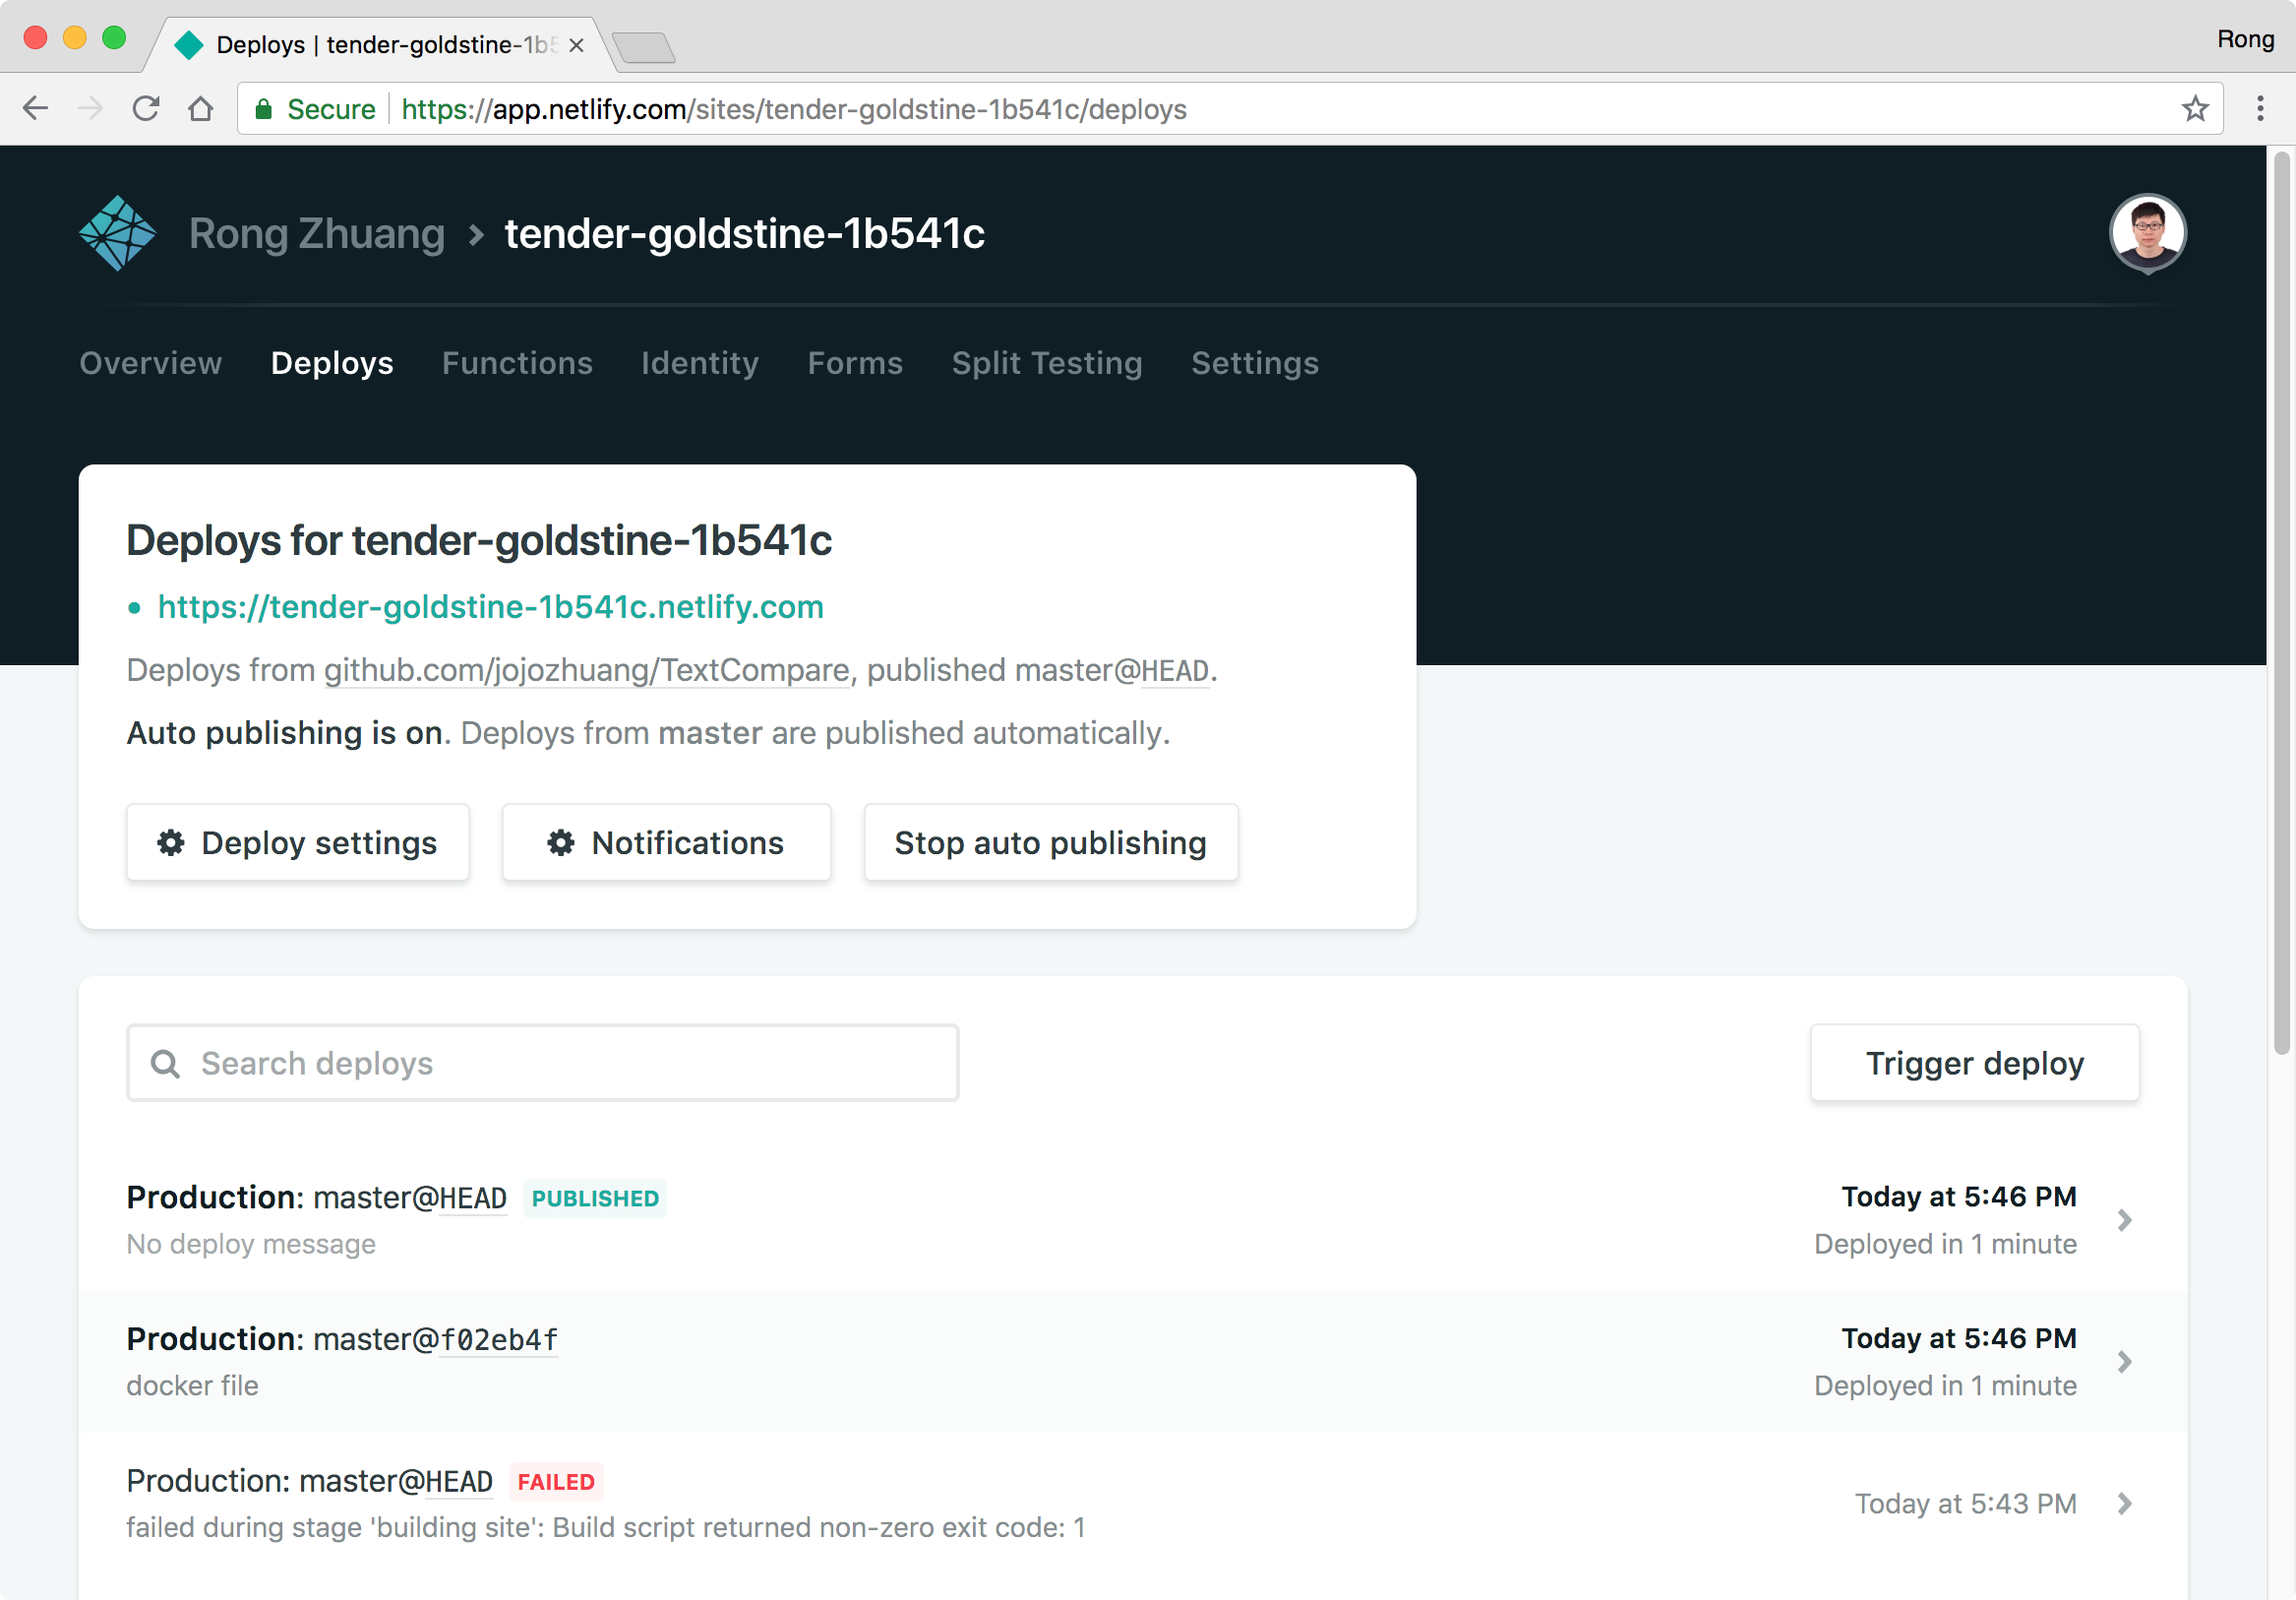 Deploys | tender-goldstine-1b5
Rong
Secure https://app.netlify.com/sites/tender-goldstine-1b541c/deploys
Rong Zhuang > tender-goldstine-1b541c
Overview Deploys Functions Identity Forms Split Testing Settings
Deploys for tender-goldstine-1b541c
• https://tender-goldstine-1b541c.netlify.com
Deploys from github.com/jojozhuang/TextCompare, published master@HEAD.
Auto publishing is on. Deploys from master are published automatically.
Deploy settings Notifications Stop auto publishing
Search deploys Trigger deploy
Production: master@HEAD PUBLISHED Today at 5:46 PM
No deploy message Deployed in 1 minute
Production: master@f02eb4f Today at 5:46 PM
docker file Deployed in 1 minute
Production: master@HEAD FAILED Today at 5:43 PM
failed during stage 'building site': Build script returned non-zero exit code: 1